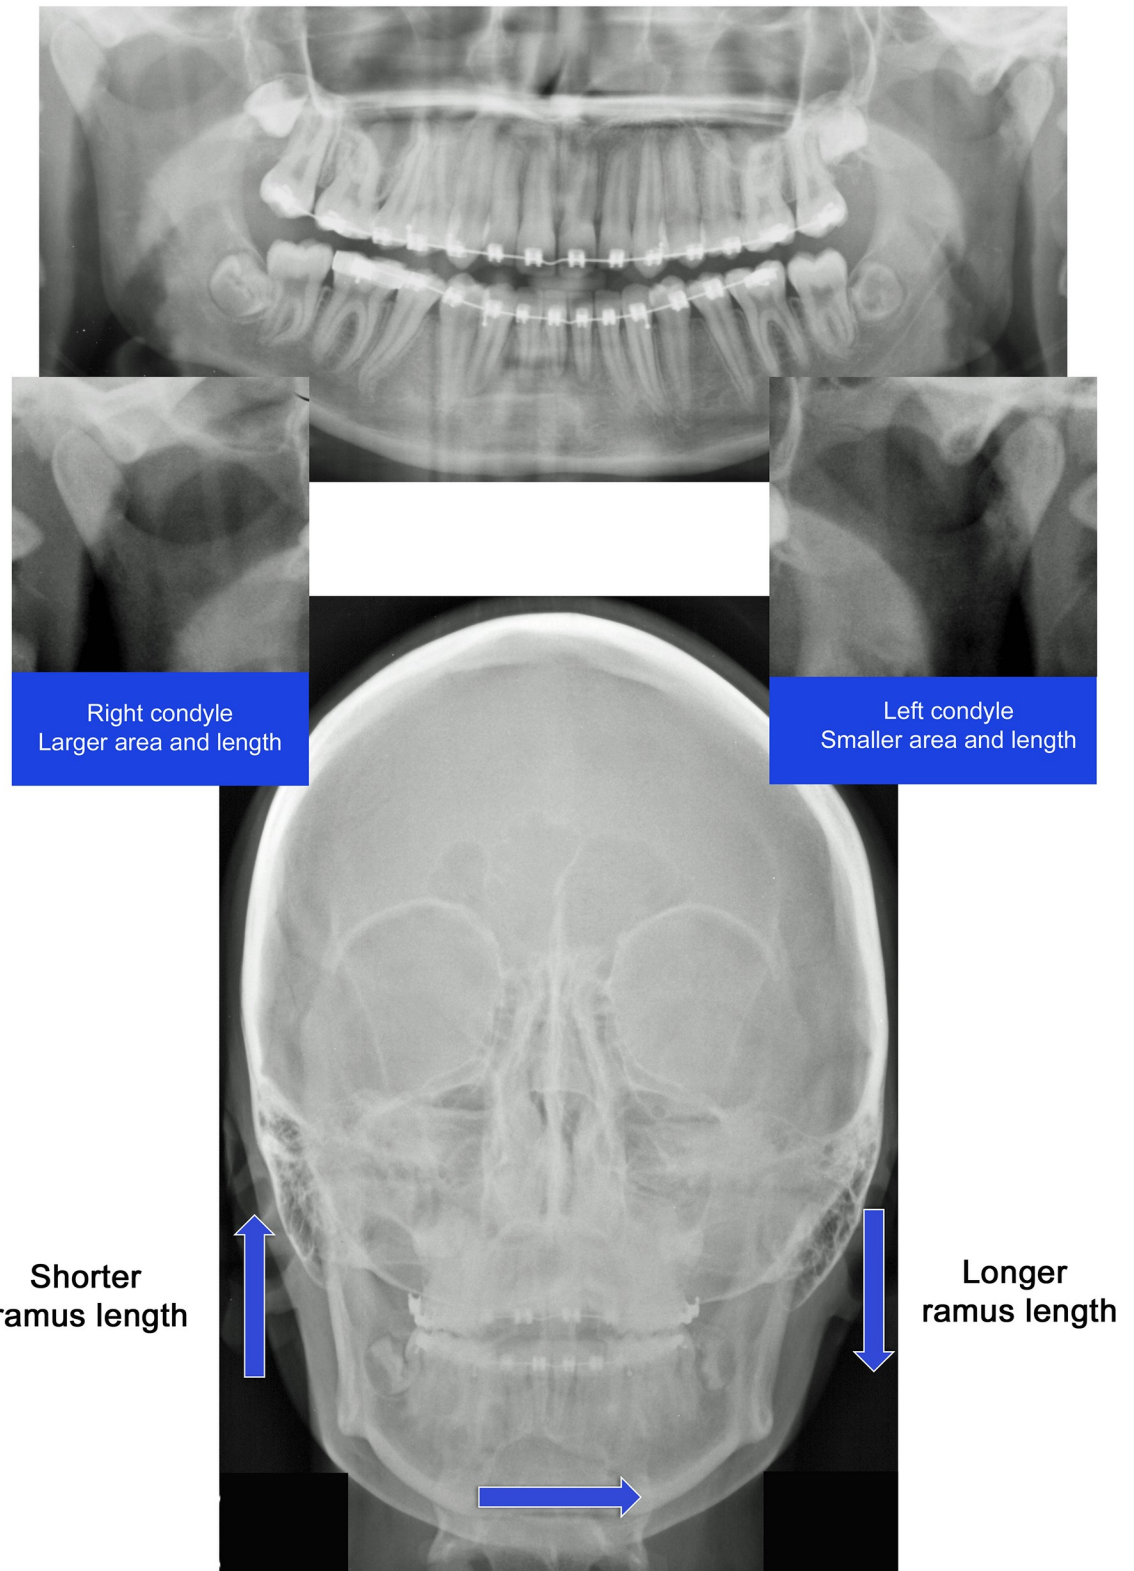 Right condyle
Larger area and length
Left condyle
Smaller area and length
Shorter
ramus length
Longer
ramus length